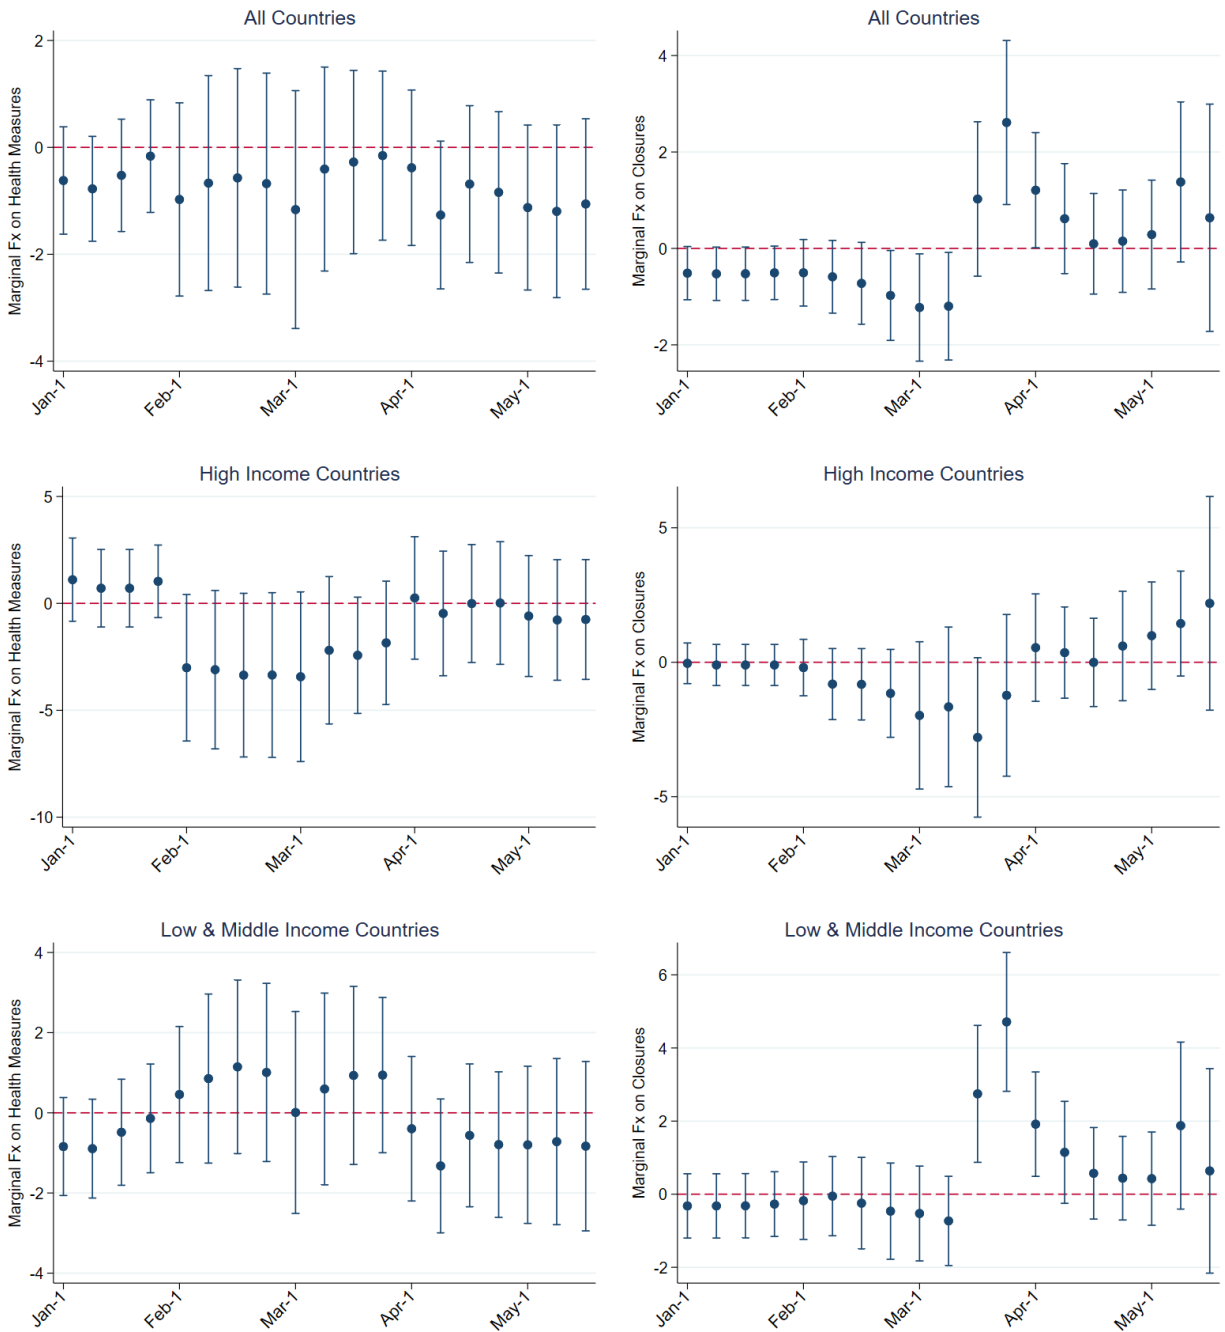 All Countries
Marginal Fx on Health Measures
2
0
-2
-4
Jan-1
Feb-1
Mar-1
Apr-1
May-1
All Countries
Marginal Fx on Closures
4
2
0
-2
Jan-1
Feb-1
Mar-1
Apr-1
May-1
High Income Countries
Marginal Fx on Health Measures
5
0
-5
-10
Jan-1
Feb-1
Mar-1
Apr-1
May-1
High Income Countries
Marginal Fx on Closures
5
0
-5
Jan-1
Feb-1
Mar-1
Apr-1
May-1
Low & Middle Income Countries
Marginal Fx on Health Measures
4
2
0
-2
-4
Jan-1
Feb-1
Mar-1
Apr-1
May-1
Low & Middle Income Countries
Marginal Fx on Closures
6
4
2
0
-2
Jan-1
Feb-1
Mar-1
Apr-1
May-1